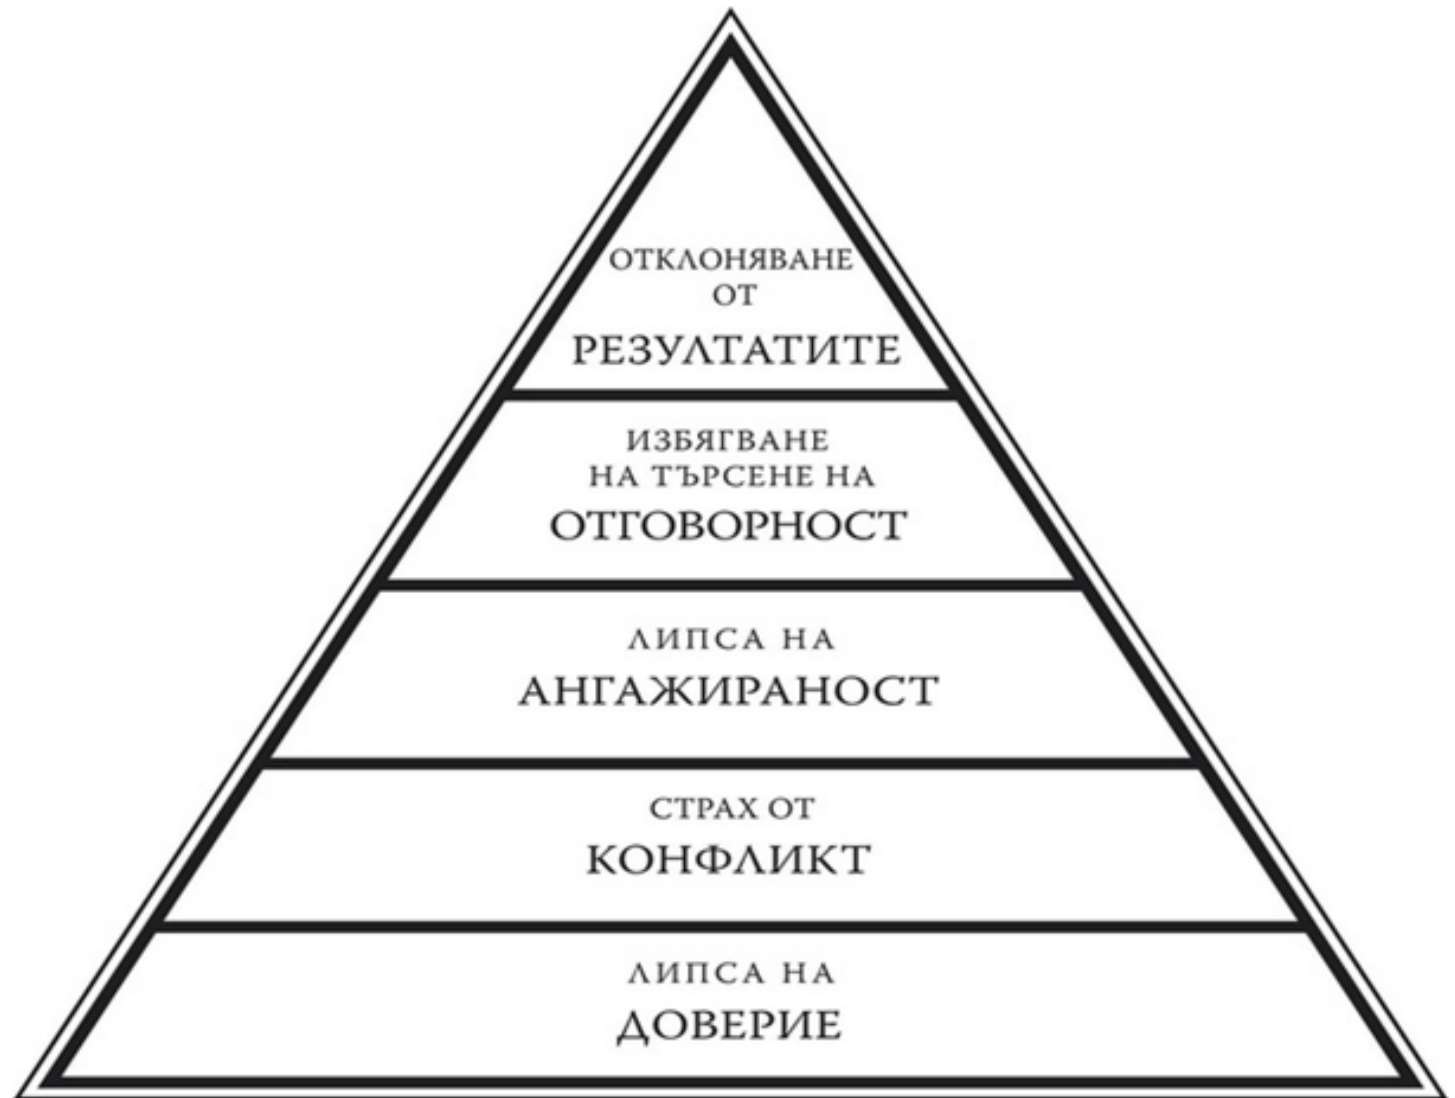 ОТКЛОНЯВАНЕ
ОТ
РЕЗУЛТАТИТЕ
ИЗБЯГВАНЕ
НА ТЪРСЕНЕ НА
ОТГОВОРНОСТ
ЛИПСА НА
АНГАЖИРАНОСТ
СТРАХ ОТ
КОНФЛИКТ
ЛИПСА НА
ДОВЕРИЕ